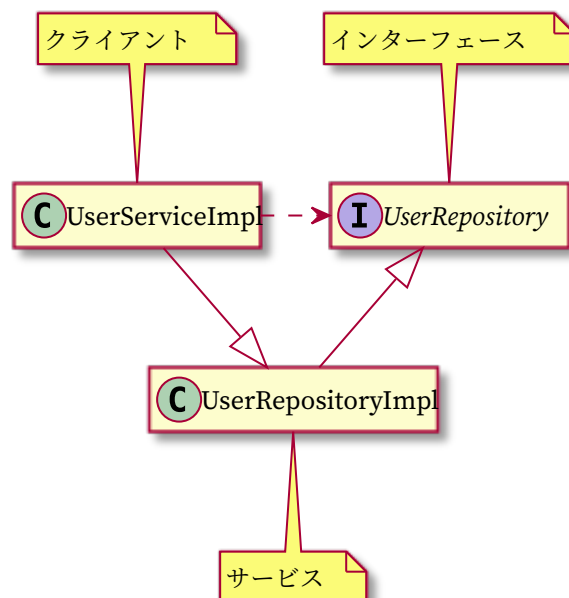 クライアント
インターフェース
C UserServiceImpl
I UserRepository
C UserRepositoryImpl
サービス